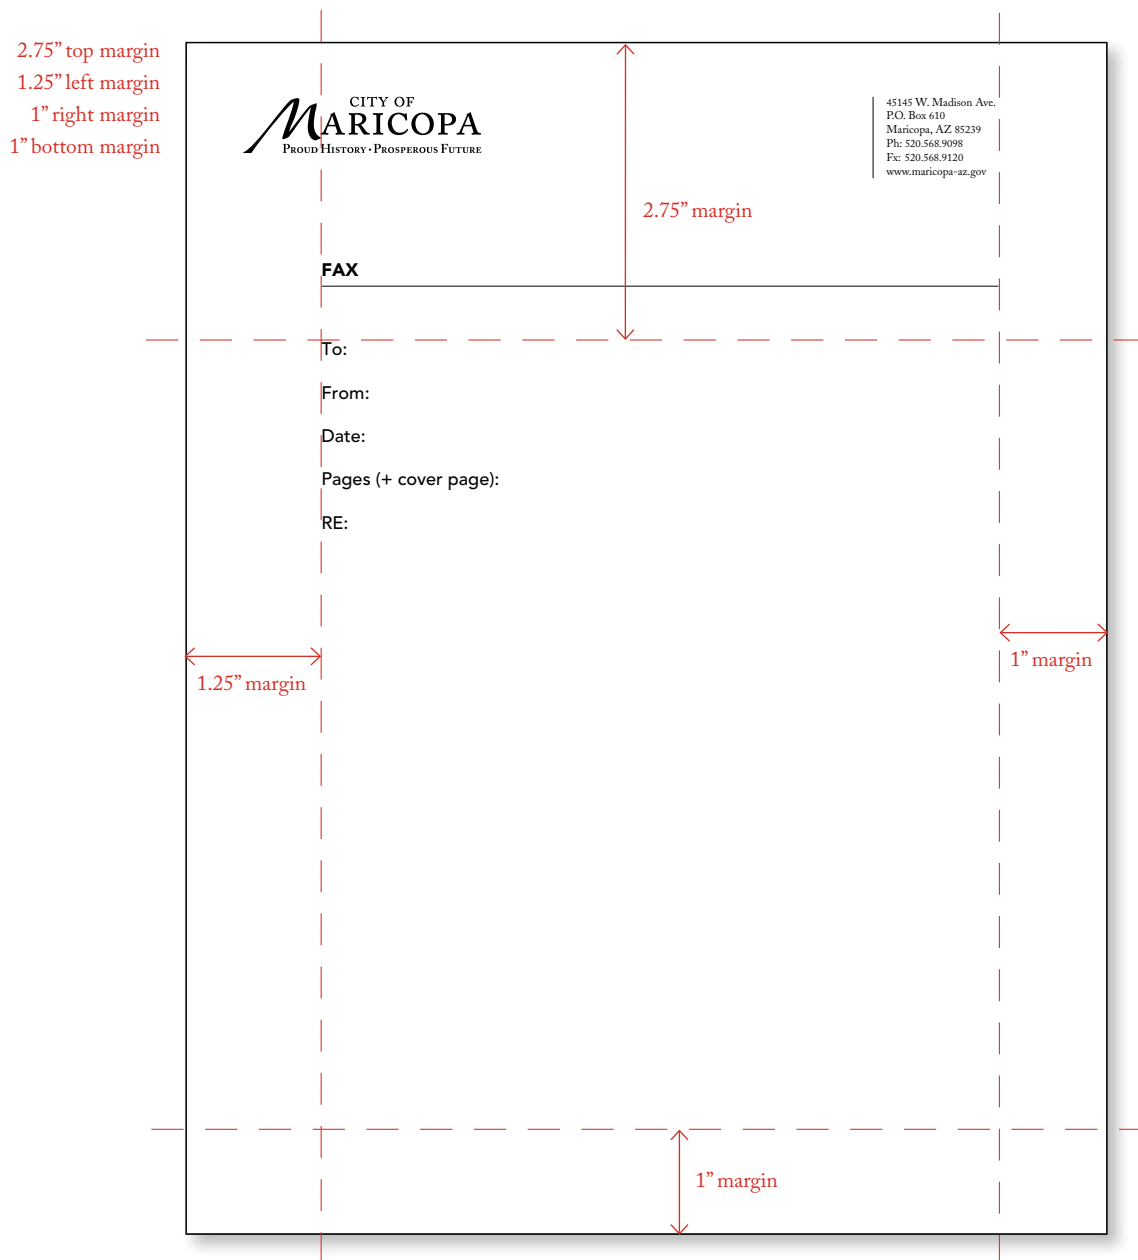 2.75” top margin
1.25” left margin
1” right margin
1” bottom margin
CITY OF
MARICOPA
PROUD HISTORY · PROSPEROUS FUTURE
45145 W. Madison Ave.
P.O. Box 610
Maricopa, AZ 85239
Ph: 520.568.9098
Fx: 520.568.9120
www.maricopa-az.gov
2.75” margin
FAX
To:
From:
Date:
Pages (+ cover page):
RE:
1” margin
1.25” margin
1” margin